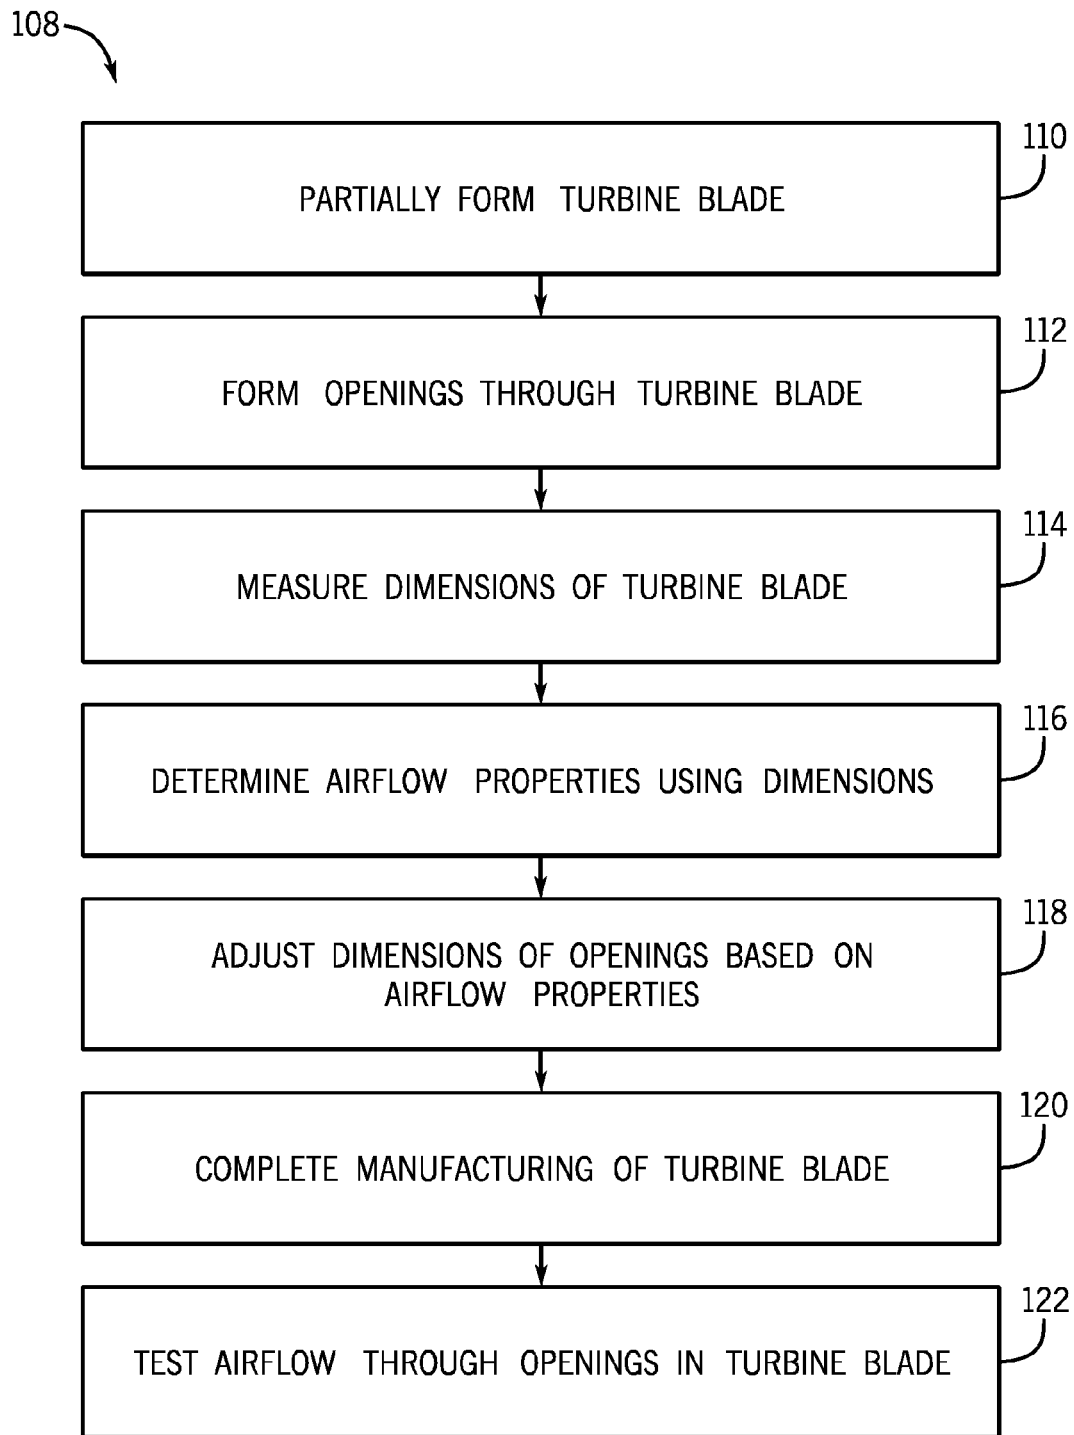 108
110
PARTIALLY FORM TURBINE BLADE
112
FORM OPENINGS THROUGH TURBINE BLADE
114
MEASURE DIMENSIONS OF TURBINE BLADE
116
DETERMINE AIRFLOW PROPERTIES USING DIMENSIONS
118
ADJUST DIMENSIONS OF OPENINGS BASED ON
AIRFLOW PROPERTIES
120
COMPLETE MANUFACTURING OF TURBINE BLADE
122
TEST AIRFLOW THROUGH OPENINGS IN TURBINE BLADE